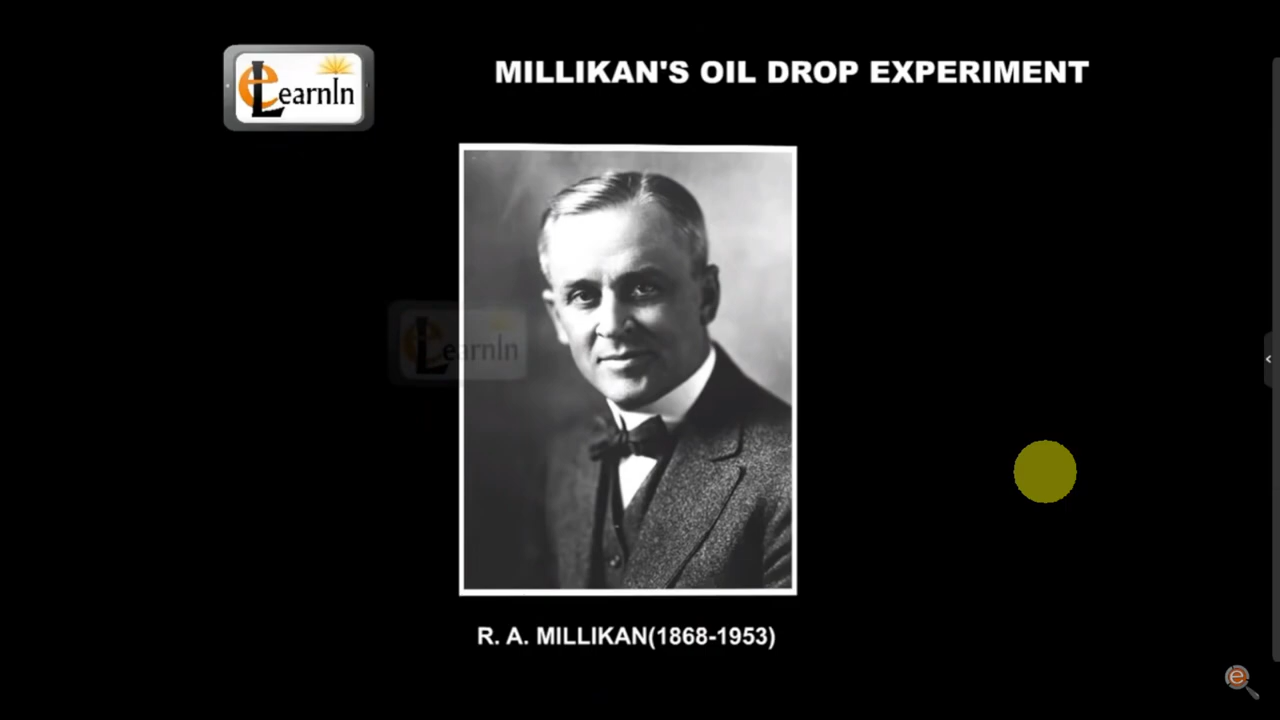 eLearnIn
MILLIKAN'S OIL DROP EXPERIMENT
eLearnIn
R. A. MILLIKAN(1868-1953)
e